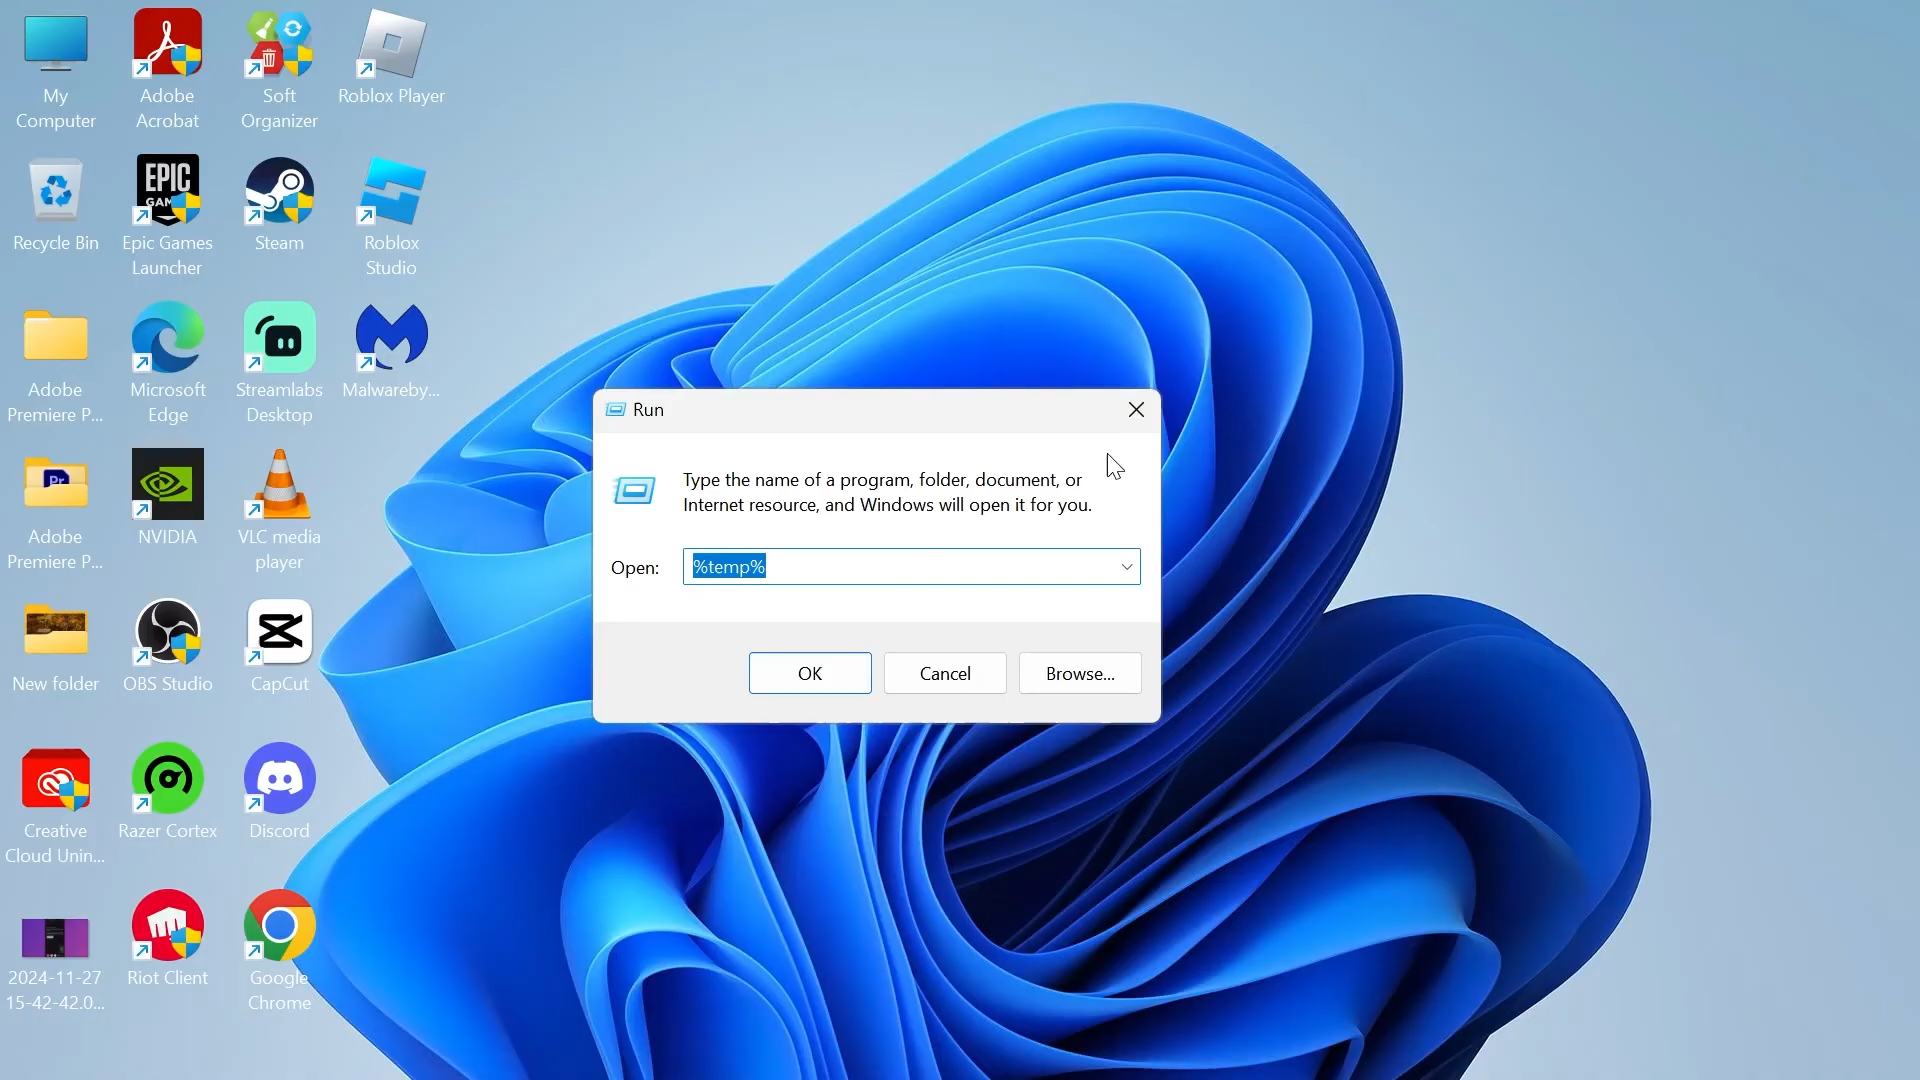 My
Computer
Adobe
Acrobat
Soft
Organizer
Roblox Player
EPIC
Recycle Bin
Epic Games
Launcher
Steam
Roblox
Studio
Adobe
Premiere P...
Microsoft
Edge
Streamlabs
Desktop
Malwareby...
Pr
Adobe
Premiere P...
NVIDIA
VLC media
player
New folder
OBS Studio
CapCut
Creative
Cloud Unin...
Razer Cortex
Discord
2024-11-27
15-42-42.0...
Riot Client
Google
Chrome
Run
Type the name of a program, folder, document, or
Internet resource, and Windows will open it for you.
Open:
%temp%
OK
Cancel
Browse...